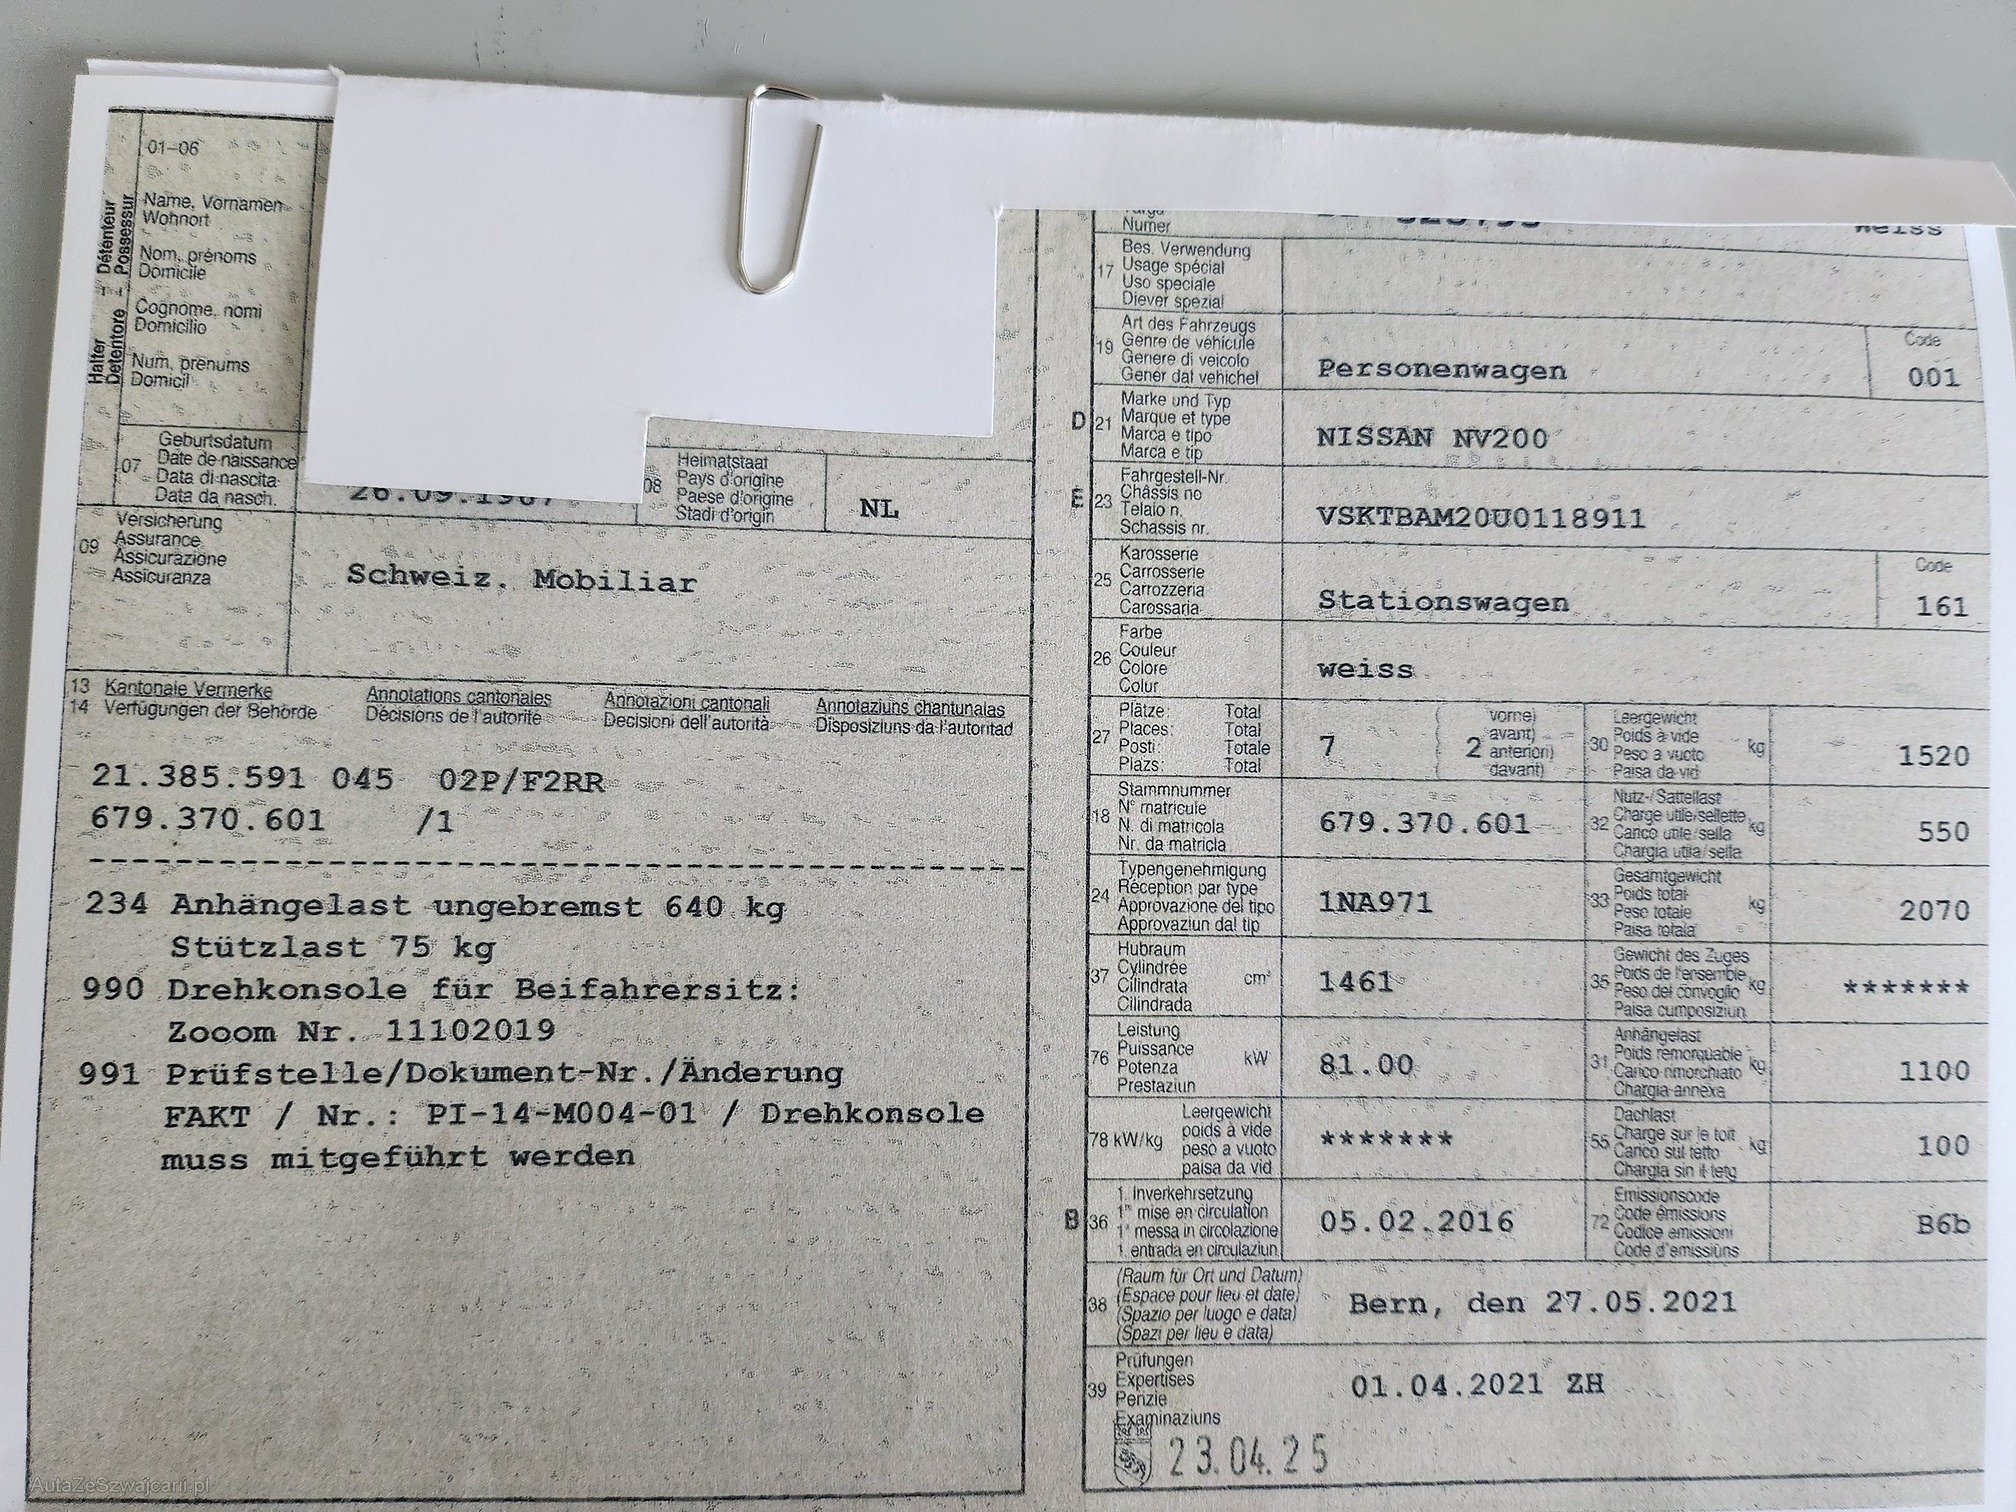 01-06
Name, Vornamen
Wohnort
Nom, prénoms
Domicile
Cognome, nomi
Domicilio
Num, prenums
Domicil
Halter Détenteur
Detentore Possessur
07
Geburtsdatum
Date de naissance
Data di nascita
Data da nasch.
08
Heimatstaat
Pays d'origine
Paese d'origine
Stadi d'origin
NL
09
Versicherung
Assurance
Assicurazione
Assicuranza
Schweiz. Mobiliar
13 Kantonale Vermerke Annotations cantonales Annotazioni cantonali Annotaziuns chantunalas
14 Verfügungen der Behörde Décisions de l'autorité Decisioni dell'autorità Disposiziuns da l'autoritad
21.385.591 045 02P/F2RR
679.370.601 /1
234 Anhängelast ungebremst 640 kg
Stützlast 75 kg
990 Drehkonsole für Beifahrersitz:
Zooom Nr. 11102019
991 Prüfstelle/Dokument-Nr./Änderung
FAKT / Nr.: PI-14-M004-01 / Drehkonsole
muss mitgeführt werden
Numer
weiss
17
Bes. Verwendung
Usage spécial
Uso speciale
Diever spezial
19
Art des Fahrzeugs
Genre de véhicule
Genere di veicolo
Gener dal vehichel
Personenwagen
Code
001
D 21
Marke und Typ
Marque et type
Marca e tipo
Marca e tip
NISSAN NV200
E 23
Fahrgestell-Nr.
Châssis no
Telaio n.
Schassis nr.
VSKTBAM20U0118911
25
Karosserie
Carrosserie
Carrozzeria
Carossaria
Stationswagen
Code
161
26
Farbe
Couleur
Colore
Colur
weiss
27
Plätze: Total
Places: Total
Posti: Totale
Plazs: Total
7
2
vorne)
avant)
anteriori)
davant)
30
Leergewicht
Poids à vide
Peso a vuoto
Paisa da vid
kg
1520
18
Stammnummer
N° matricule
N. di matricola
Nr. da matricla
679.370.601
32
Nutz-/Sattellast
Charge utile/sellette
Carico utile/sella
Chargia utila/sella
kg
550
24
Typengenehmigung
Réception par type
Approvazione del tipo
Approvaziun dal tip
1NA971
33
Gesamtgewicht
Poids total
Peso totale
Paisa totala
kg
2070
37
Hubraum
Cylindrée
Cilindrata
Cilindrada
cm³
1461
35
Gewicht des Zuges
Poids de l'ensemble
Peso del convoglio
Paisa cumposiziun
kg
*******
76
Leistung
Puissance
Potenza
Prestaziun
kW
81.00
31
Anhängelast
Poids remorquable
Carico rimorchiato
Chargia annexa
kg
1100
78 kW/kg
Leergewicht
poids à vide
peso a vuoto
paisa da vid
*******
55
Dachlast
Charge sur le toit
Carico sul tetto
Chargia sin il tetg
kg
100
B 36
1. Inverkehrsetzung
1re mise en circulation
1a messa in circolazione
1. entrada en circulaziun
05.02.2016
72
Emissionscode
Code émissions
Codice emissioni
Code d'emissiuns
B6b
38
(Raum für Ort und Datum)
(Espace pour lieu et date)
(Spazio per luogo e data)
(Spazi per lieu e data)
Bern, den 27.05.2021
39
Prüfungen
Expertises
Perizie
Examinaziuns
01.04.2021 ZH
23.04.25
AutaZeSzwajcarii.pl